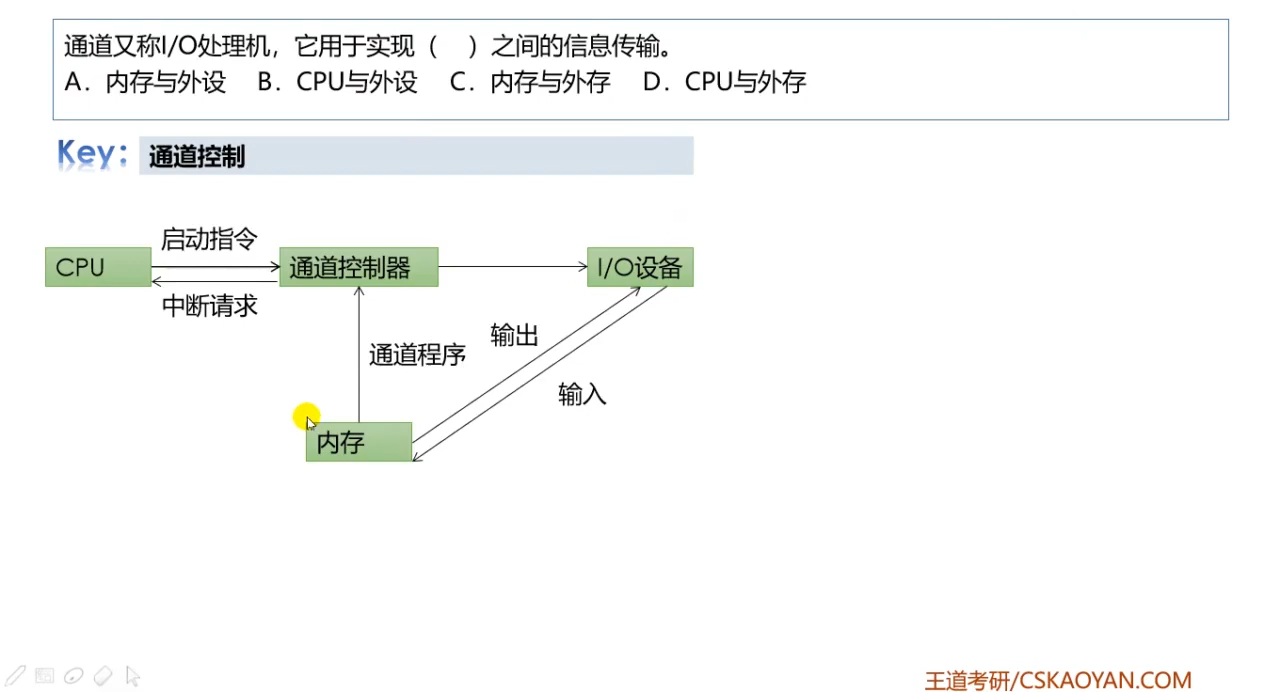 通道又称I/O处理机，它用于实现（　）之间的信息传输。
A．内存与外设　B．CPU与外设　C．内存与外存　D．CPU与外存
Key：通道控制
启动指令
CPU　通道控制器　I/O设备
中断请求
输出
通道程序
输入
内存
王道考研/CSKAOYAN.COM